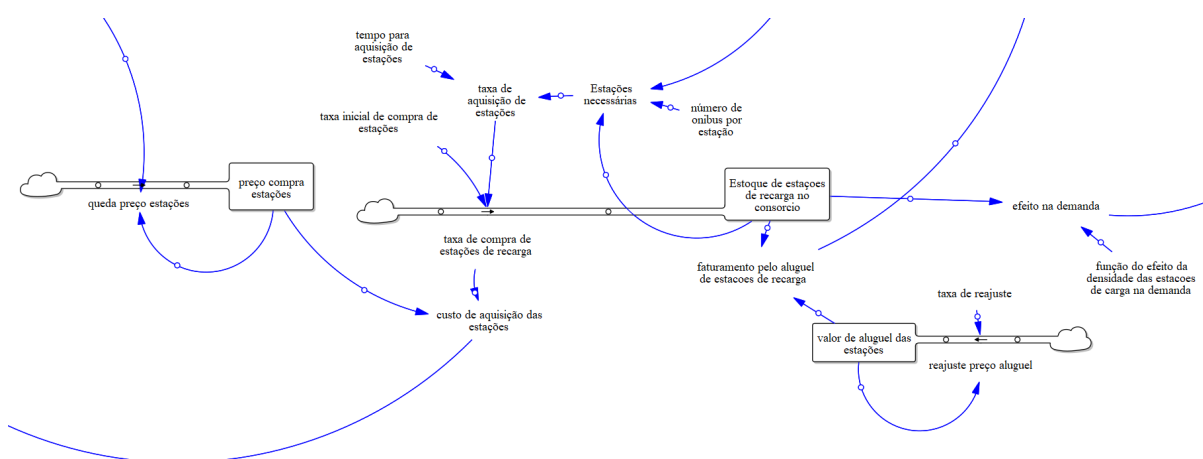 tempo para
aquisição de
estações
taxa de
aquisição de
estações
Estações
necessárias
número de
onibus por
estação
taxa inicial de compra de
estações
preço compra
estações
queda preço estações
Estoque de estaçoes
de recarga no
consorcio
efeito na demanda
taxa de compra de
estações de recarga
faturamento pelo aluguel
de estacoes de recarga
função do efeito da
densidade das estacoes
de carga na demanda
taxa de reajuste
custo de aquisição das
estações
valor de aluguel das
estações
reajuste preço aluguel